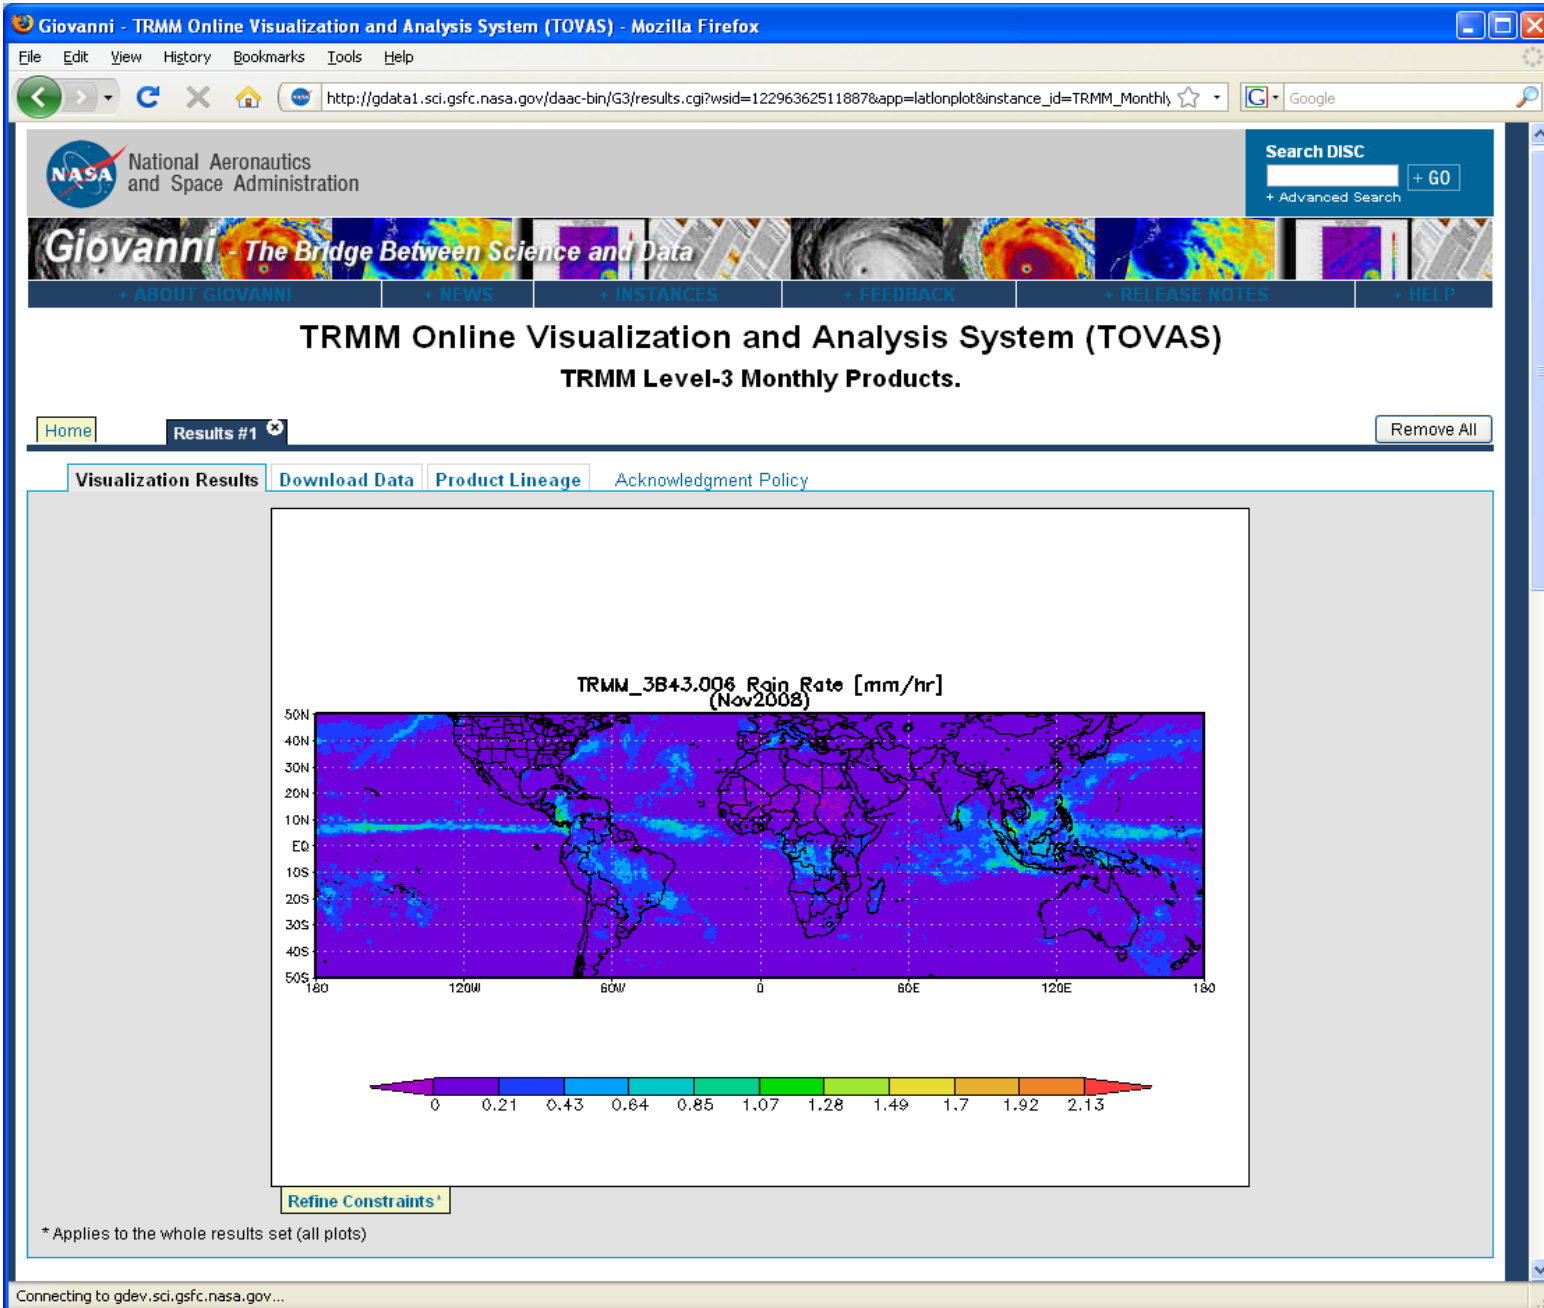 Giovanni - TRMM Online Visualization and Analysis System (TOVAS) - Mozilla Firefox
File Edit View History Bookmarks Tools Help
http://gdata1.sci.gsfc.nasa.gov/daac-bin/G3/results.cgi?wsid=12296362511887&app=latlonplot&instance_id=TRMM_Monthly
G Google
NASA
National Aeronautics
and Space Administration
Search DISC
+ GO
+ Advanced Search
Giovanni - The Bridge Between Science and Data
+ ABOUT GIOVANNI + NEWS + INSTANCES + FEEDBACK + RELEASE NOTES + HELP
TRMM Online Visualization and Analysis System (TOVAS)
TRMM Level-3 Monthly Products.
Home Results #1 Remove All
Visualization Results Download Data Product Lineage Acknowledgment Policy
TRMM_3B43.006 Rain Rate [mm/hr]
(Nov2008)
50N
40N
30N
20N
10N
EQ
10S
20S
30S
40S
50S
180 120W 60W 0 60E 120E 180
0 0.21 0.43 0.64 0.85 1.07 1.28 1.49 1.7 1.92 2.13
Refine Constraints*
* Applies to the whole results set (all plots)
Connecting to gdev.sci.gsfc.nasa.gov...